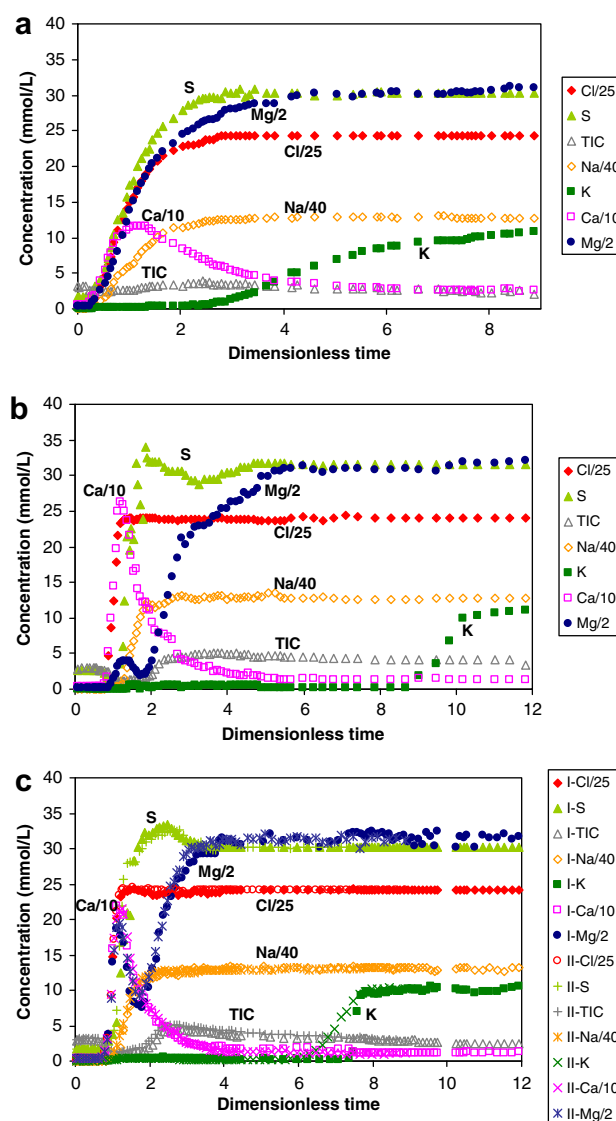 a
Concentration (mmol/L)
40
35
30
25
20
15
10
5
0
S
Mg/2
Cl/25
Ca/10
Na/40
TIC
K
0 2 4 6 8
Dimensionless time
Cl/25
S
TIC
Na/40
K
Ca/10
Mg/2
b
Concentration (mmol/L)
40
35
30
25
20
15
10
5
0
S
Ca/10
Mg/2
Cl/25
Na/40
TIC
K
0 2 4 6 8 10 12
Dimensionless time
Cl/25
S
TIC
Na/40
K
Ca/10
Mg/2
c
Concentration (mmol/L)
40
35
30
25
20
15
10
5
0
S
Mg/2
Ca/10
Cl/25
Na/40
TIC
K
0 2 4 6 8 10 12
Dimensionless time
I-Cl/25
I-S
I-TIC
I-Na/40
I-K
I-Ca/10
I-Mg/2
II-Cl/25
II-S
II-TIC
II-Na/40
II-K
II-Ca/10
II-Mg/2